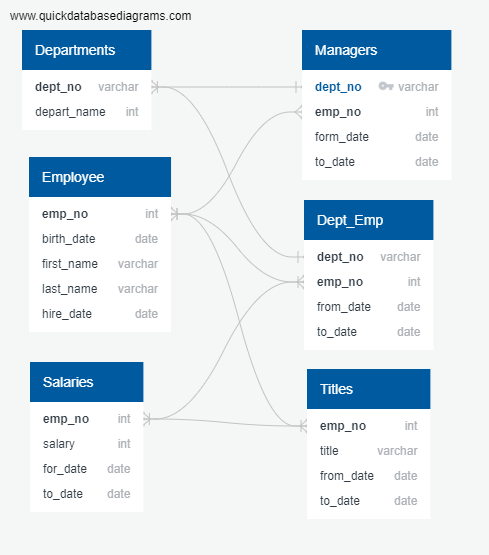 www.quickdatabasediagrams.com
Departments
dept_no varchar
depart_name int
Managers
dept_no varchar
emp_no int
form_date date
to_date date
Employee
emp_no int
birth_date date
first_name varchar
last_name varchar
hire_date date
Dept_Emp
dept_no varchar
emp_no int
from_date date
to_date date
Salaries
emp_no int
salary int
for_date date
to_date date
Titles
emp_no int
title varchar
from_date date
to_date date